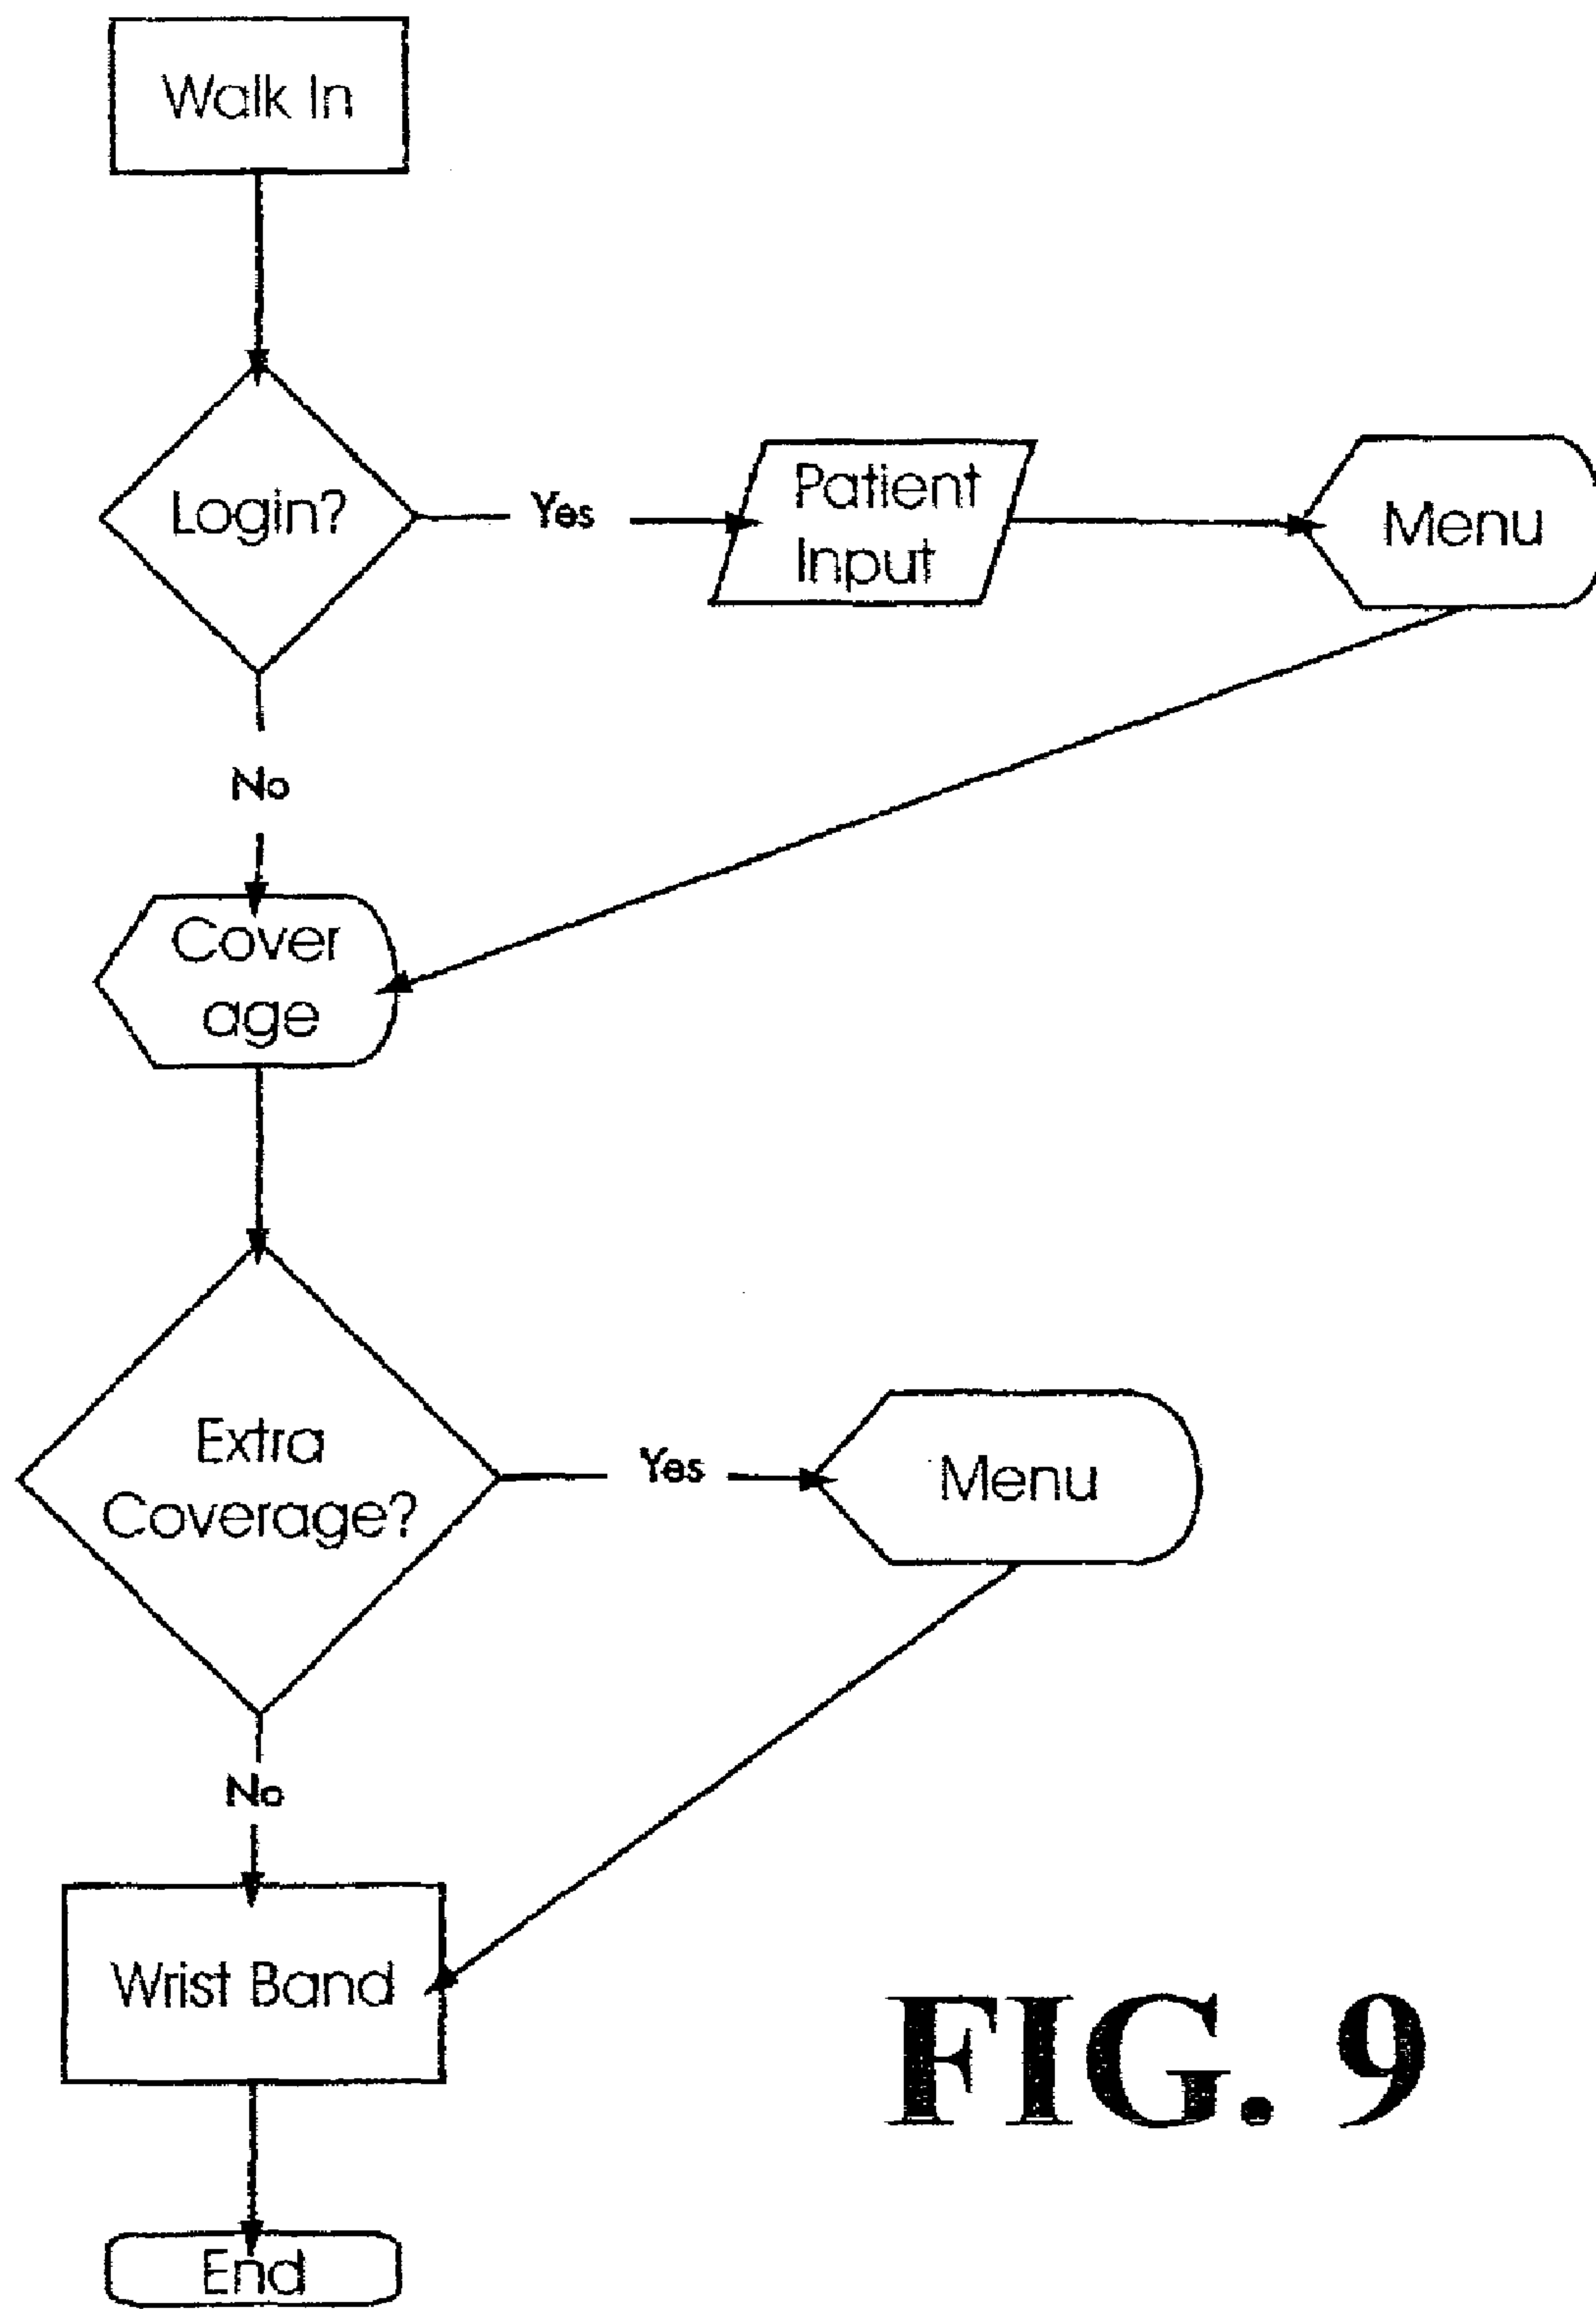 Walk In
Login?
Yes
Patient
Input
Menu
No
Cover
age
Extra
Coverage?
Yes
Menu
No
Wrist Band
End
FIG. 9